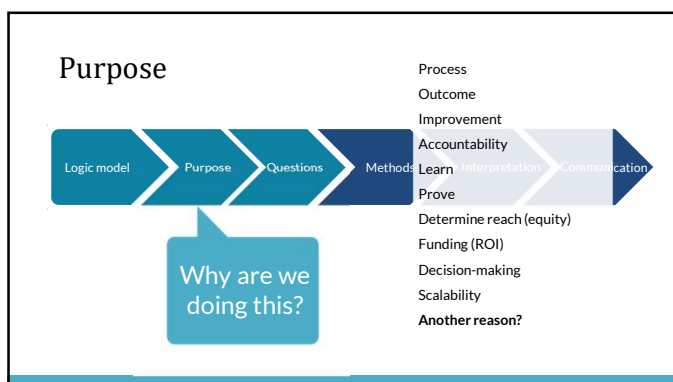 Purpose
Logic model
Purpose
Questions
Methods
Interpretation
Communication
Why are we
doing this?
Process
Outcome
Improvement
Accountability
Learn
Prove
Determine reach (equity)
Funding (ROI)
Decision-making
Scalability
Another reason?